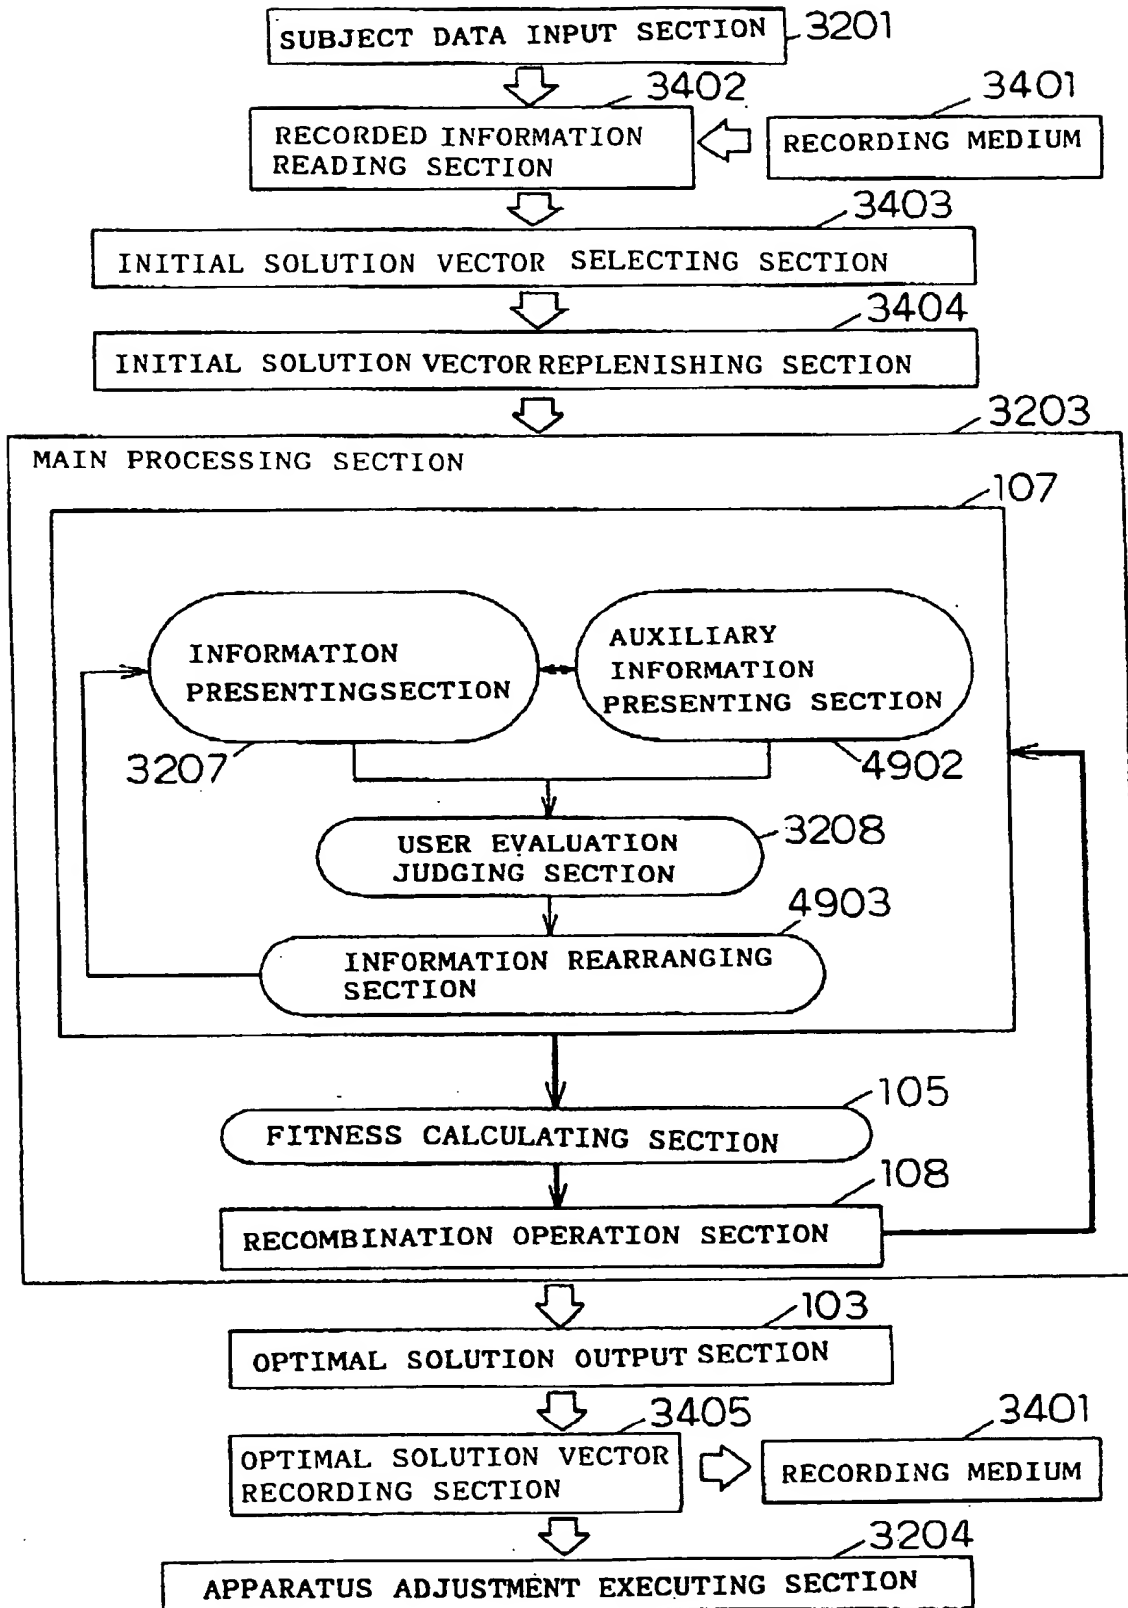 SUBJECT DATA INPUT SECTION
3201
3402
3401
RECORDED INFORMATION
READING SECTION
RECORDING MEDIUM
3403
INITIAL SOLUTION VECTOR SELECTING SECTION
3404
INITIAL SOLUTION VECTOR REPLENISHING SECTION
3203
MAIN PROCESSING SECTION
107
INFORMATION
PRESENTINGSECTION
AUXILIARY
INFORMATION
PRESENTING SECTION
3207
4902
USER EVALUATION
JUDGING SECTION
3208
4903
INFORMATION REARRANGING
SECTION
105
FITNESS CALCULATING SECTION
108
RECOMBINATION OPERATION SECTION
103
OPTIMAL SOLUTION OUTPUT SECTION
3405
3401
OPTIMAL SOLUTION VECTOR
RECORDING SECTION
RECORDING MEDIUM
3204
APPARATUS ADJUSTMENT EXECUTING SECTION